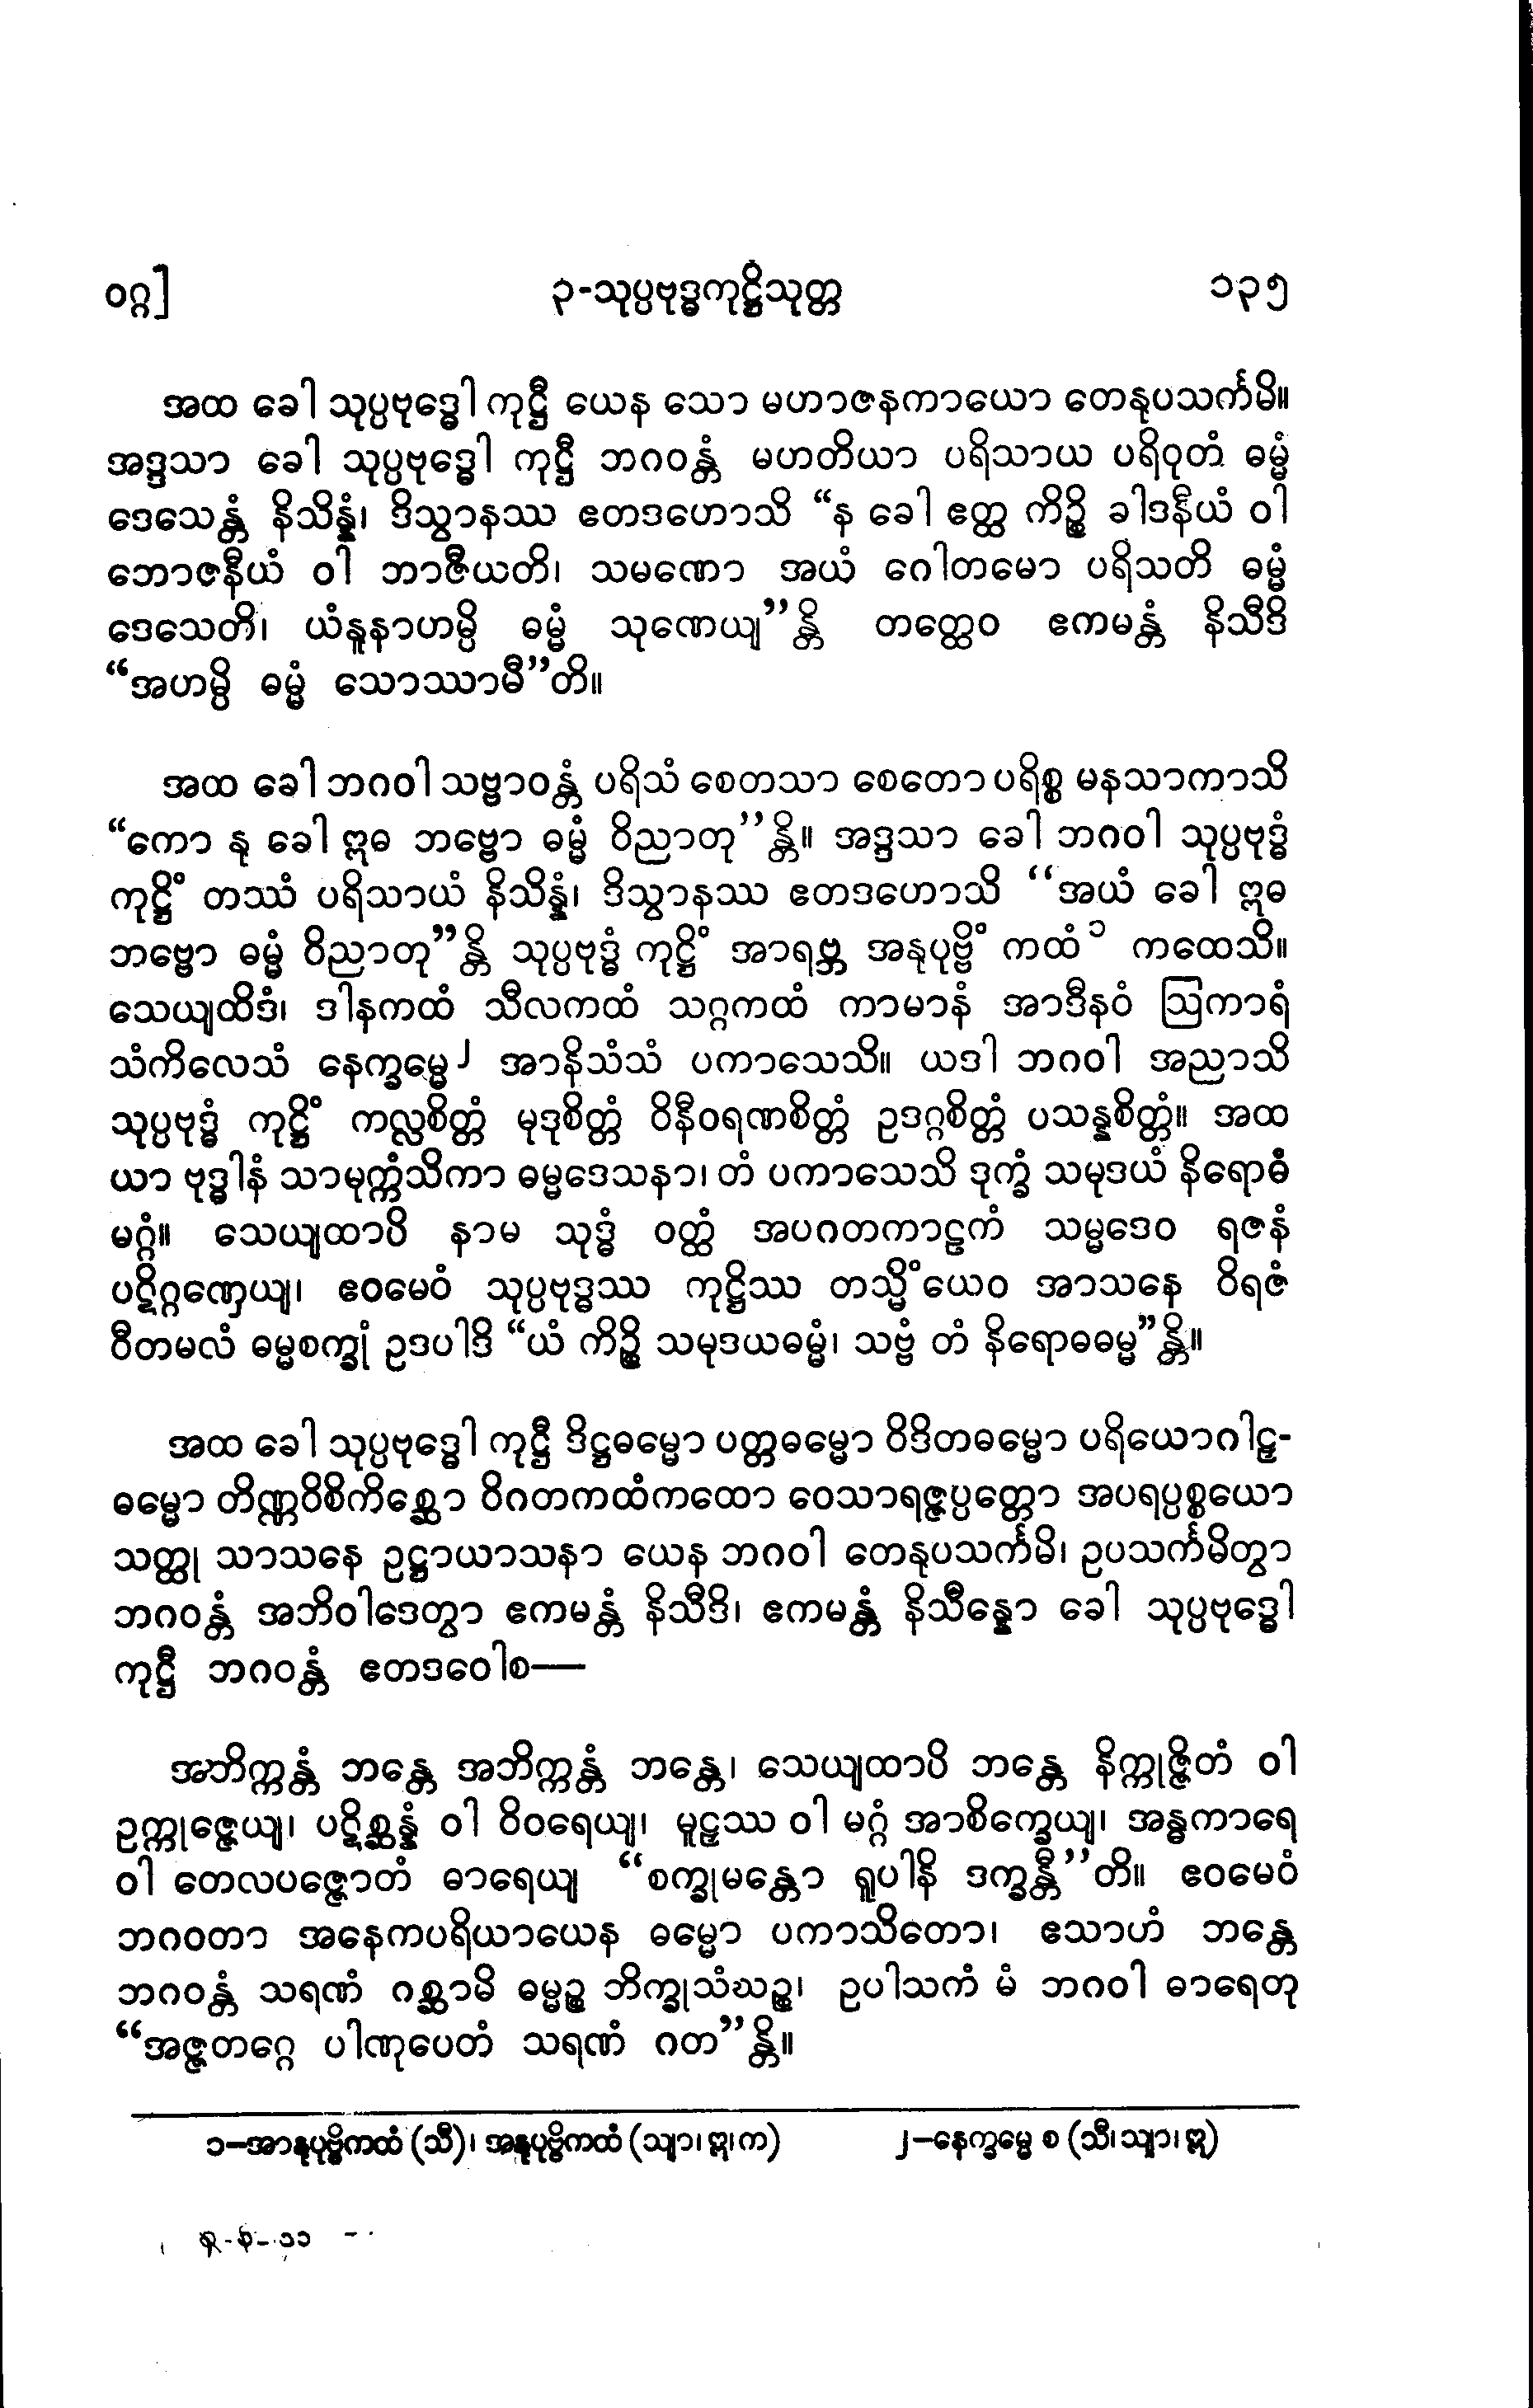 ဝဂ္ဂ] ၃-သုပ္ပဗုဒ္ဓကုဋ္ဌိသုတ္တ ၁၃၅
အထ ခေါ သုပ္ပဗုဒ္ဓေါ ကုဋ္ဌီ ယေန သော မဟာဇနကာယော တေနုပသင်္ကမိ။
အဒ္ဒသာ ခေါ သုပ္ပဗုဒ္ဓေါ ကုဋ္ဌီ ဘဂဝန္တံ မဟတိယာ ပရိသာယ ပရိဝုတံ ဓမ္မံ
ဒေသေန္တံ နိသိန္နံ၊ ဒိသွာနဿ ဧတဒဟောသိ “န ခေါ ဧတ္ထ ကိဉ္စိ ခါဒနီယံ ဝါ
ဘောဇနီယံ ဝါ ဘာဇီယတိ၊ သမဏော အယံ ဂေါတမော ပရိသတိ ဓမ္မံ
ဒေသေတိ၊ ယံနူနာဟမ္ပိ ဓမ္မံ သုဏေယျ”န္တိ တတ္ထေဝ ဧကမန္တံ နိသီဒိ
“အဟမ္ပိ ဓမ္မံ သောဿာမီ”တိ။
အထ ခေါ ဘဂဝါ သဗ္ဗာဝန္တံ ပရိသံ စေတသာ စေတော ပရိစ္စ မနသာကာသိ
“ကော နု ခေါ ဣဓ ဘဗ္ဗော ဓမ္မံ ဝိညာတု”န္တိ။ အဒ္ဒသာ ခေါ ဘဂဝါ သုပ္ပဗုဒ္ဓံ
ကုဋ္ဌိံ တဿံ ပရိသာယံ နိသိန္နံ၊ ဒိသွာနဿ ဧတဒဟောသိ “အယံ ခေါ ဣဓ
ဘဗ္ဗော ဓမ္မံ ဝိညာတု”န္တိ သုပ္ပဗုဒ္ဓံ ကုဋ္ဌိံ အာရဗ္ဘ အနုပုဗ္ဗိံ ကထံ ၁ ကထေသိ။
သေယျထိဒံ၊ ဒါနကထံ သီလကထံ သဂ္ဂကထံ ကာမာနံ အာဒီနဝံ ဩကာရံ
သံကိလေသံ နေက္ခမ္မေ ၂ အာနိသံသံ ပကာသေသိ။ ယဒါ ဘဂဝါ အညာသိ
သုပ္ပဗုဒ္ဓံ ကုဋ္ဌိံ ကလ္လစိတ္တံ မုဒုစိတ္တံ ဝိနီဝရဏစိတ္တံ ဥဒဂ္ဂစိတ္တံ ပသန္နစိတ္တံ။ အထ
ယာ ဗုဒ္ဓါနံ သာမုက္ကံသိကာ ဓမ္မဒေသနာ၊ တံ ပကာသေသိ ဒုက္ခံ သမုဒယံ နိရောဓံ
မဂ္ဂံ။ သေယျထာပိ နာမ သုဒ္ဓံ ဝတ္ထံ အပဂတကာဠကံ သမ္မဒေဝ ရဇနံ
ပဋိဂ္ဂဏှေယျ၊ ဧဝမေဝံ သုပ္ပဗုဒ္ဓဿ ကုဋ္ဌိဿ တသ္မိံယေဝ အာသနေ ဝိရဇံ
ဝီတမလံ ဓမ္မစက္ခုံ ဥဒပါဒိ “ယံ ကိဉ္စိ သမုဒယဓမ္မံ၊ သဗ္ဗံ တံ နိရောဓဓမ္မ”န္တိ။
အထ ခေါ သုပ္ပဗုဒ္ဓေါ ကုဋ္ဌီ ဒိဋ္ဌဓမ္မော ပတ္တဓမ္မော ဝိဒိတဓမ္မော ပရိယောဂါဠှ-
ဓမ္မော တိဏ္ဏဝိစိကိစ္ဆော ဝိဂတကထံကထော ဝေသာရဇ္ဇပ္ပတ္တော အပရပ္ပစ္စယော
သတ္ထု သာသနေ ဥဋ္ဌာယာသနာ ယေန ဘဂဝါ တေနုပသင်္ကမိ၊ ဥပသင်္ကမိတွာ
ဘဂဝန္တံ အဘိဝါဒေတွာ ဧကမန္တံ နိသီဒိ၊ ဧကမန္တံ နိသီန္နော ခေါ သုပ္ပဗုဒ္ဓေါ
ကုဋ္ဌီ ဘဂဝန္တံ ဧတဒဝေါစ—
အဘိက္ကန္တံ ဘန္တေ အဘိက္ကန္တံ ဘန္တေ၊ သေယျထာပိ ဘန္တေ နိက္ကုဇ္ဇိတံ ဝါ
ဥက္ကုဇ္ဇေယျ၊ ပဋိစ္ဆန္နံ ဝါ ဝိဝရေယျ၊ မူဠှဿ ဝါ မဂ္ဂံ အာစိက္ခေယျ၊ အန္ဓကာရေ
ဝါ တေလပဇ္ဇောတံ ဓာရေယျ “စက္ခုမန္တော ရူပါနိ ဒက္ခန္တီ”တိ။ ဧဝမေဝံ
ဘဂဝတာ အနေကပရိယာယေန ဓမ္မော ပကာသိတော၊ ဧသာဟံ ဘန္တေ
ဘဂဝန္တံ သရဏံ ဂစ္ဆာမိ ဓမ္မဉ္စ ဘိက္ခုသံဃဉ္စ၊ ဥပါသကံ မံ ဘဂဝါ ဓာရေတု
“အဇ္ဇတဂ္ဂေ ပါဏုပေတံ သရဏံ ဂတ”န္တိ။
၁—အာနုပုဗ္ဗိကထံ (သီ)၊ အနုပုဗ္ဗိကထံ (သျာ၊ ဣ၊ က) ၂—နေက္ခမ္မေ စ (သီ၊ သျာ၊ ဣ)